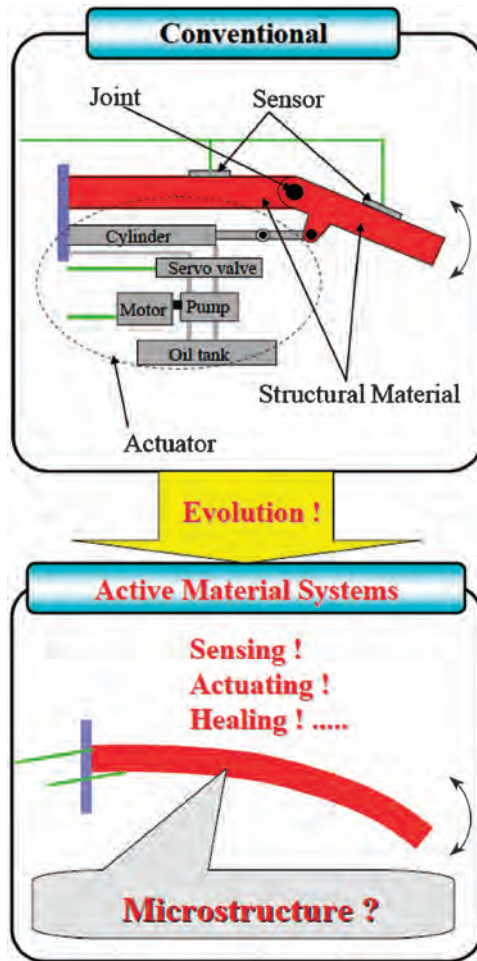 Conventional
Joint
Sensor
Cylinder
Servo valve
Motor
Pump
Oil tank
Structural Material
Actuator
Evolution !
Active Material Systems
Sensing !
Actuating !
Healing ! .....
Microstructure ?